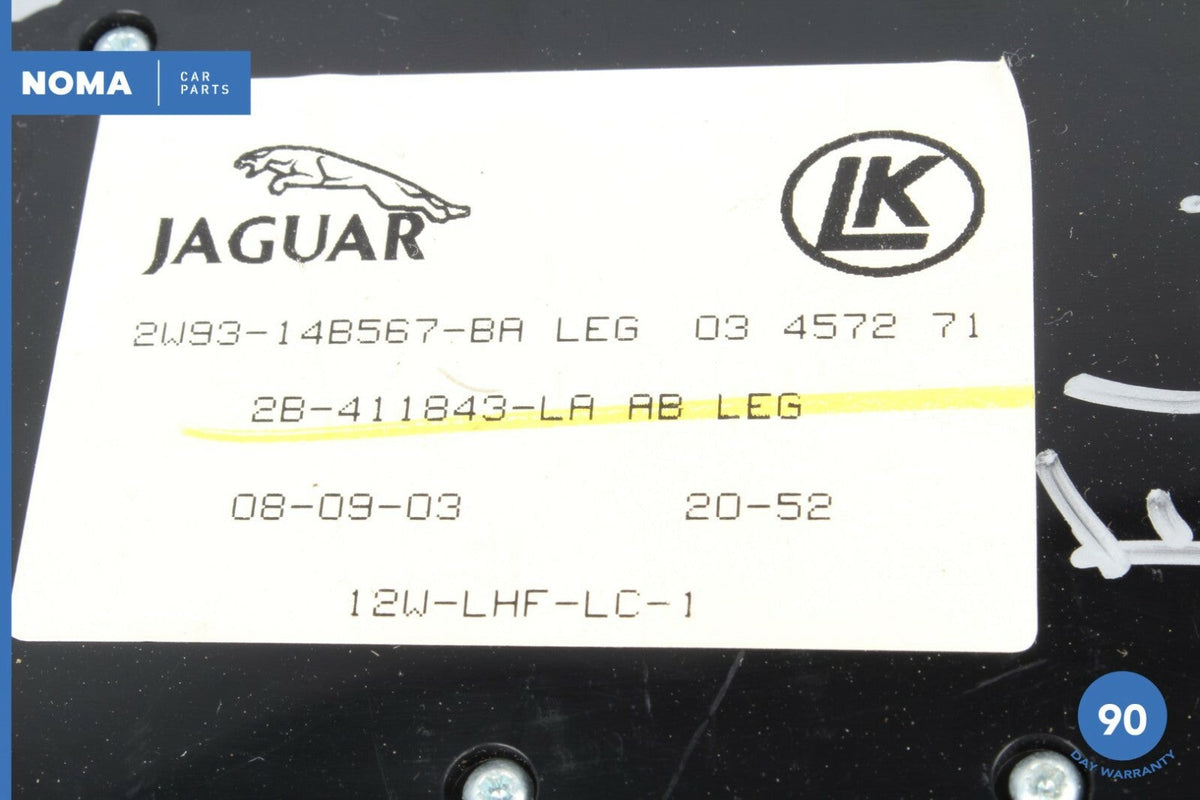 NOMA
CAR
PARTS
JAGUAR
LK
2W93-14B567-BA LEG 03 4572 71
2B-411843-LA AB LEG
08-09-03 20-52
12W-LHF-LC-1
90
DAY WARRANTY